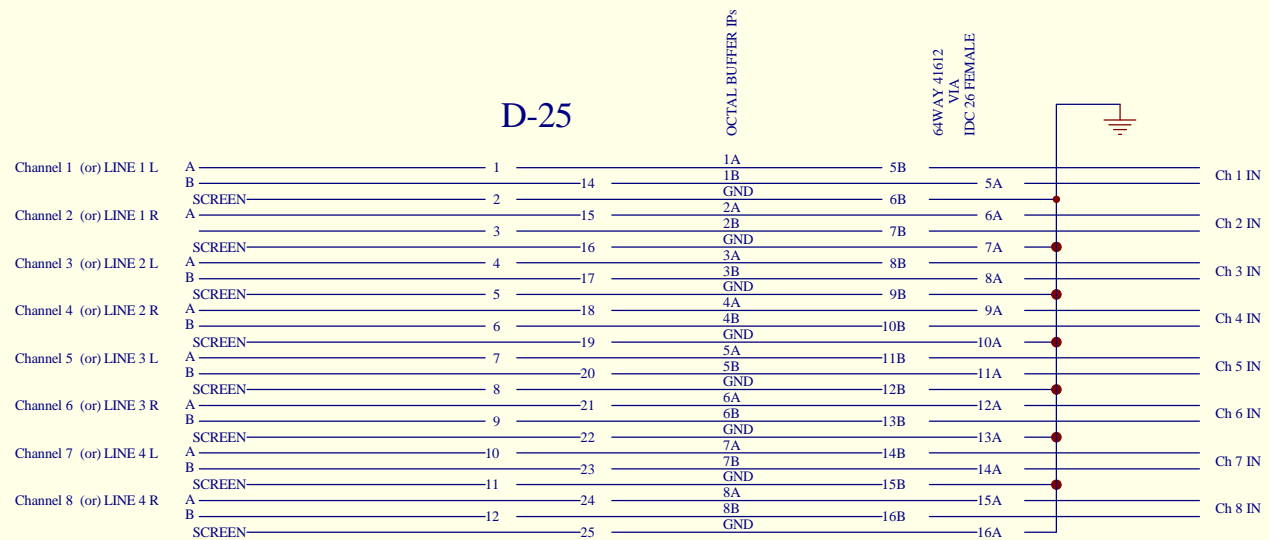 OCTAL BUFFER IPs
64WAY 41612
VIA
IDC 26 FEMALE
D-25
Channel 1 (or) LINE 1 L A 1 1A 5B Ch 1 IN
B 14 1B 5A
SCREEN 2 GND 6B
Channel 2 (or) LINE 1 R A 15 2A 6A Ch 2 IN
3 2B 7B
SCREEN 16 GND 7A
Channel 3 (or) LINE 2 L A 4 3A 8B Ch 3 IN
B 17 3B 8A
SCREEN 5 GND 9B
Channel 4 (or) LINE 2 R A 18 4A 9A Ch 4 IN
B 6 4B 10B
SCREEN 19 GND 10A
Channel 5 (or) LINE 3 L A 7 5A 11B Ch 5 IN
B 20 5B 11A
SCREEN 8 GND 12B
Channel 6 (or) LINE 3 R A 21 6A 12A Ch 6 IN
B 9 6B 13B
SCREEN 22 GND 13A
Channel 7 (or) LINE 4 L A 10 7A 14B Ch 7 IN
B 23 7B 14A
SCREEN 11 GND 15B
Channel 8 (or) LINE 4 R A 24 8A 15A Ch 8 IN
B 12 8B 16B
SCREEN 25 GND 16A